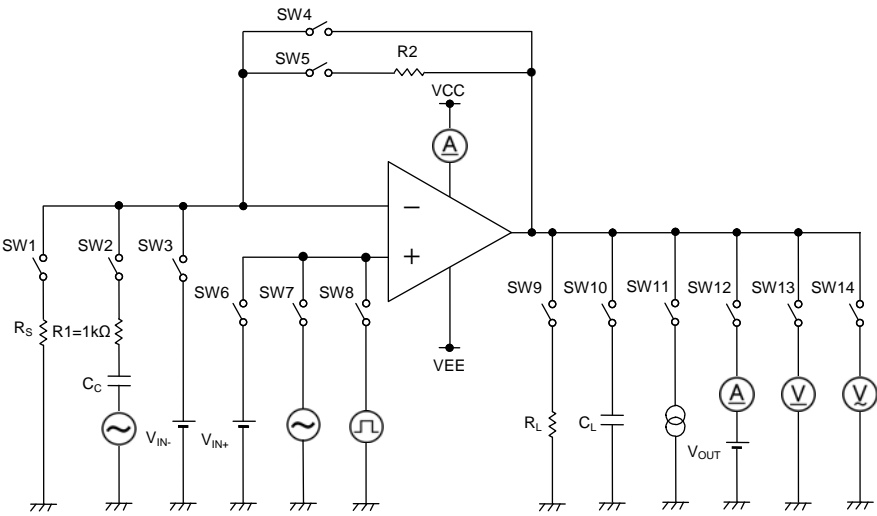 SW4
SW5
R2
VCC
A
−
+
SW1
SW2
SW3
SW6
SW7
SW8
SW9
SW10
SW11
SW12
SW13
SW14
VEE
RS
R1=1kΩ
CC
VIN-
VIN+
RL
CL
VOUT
A
V
V